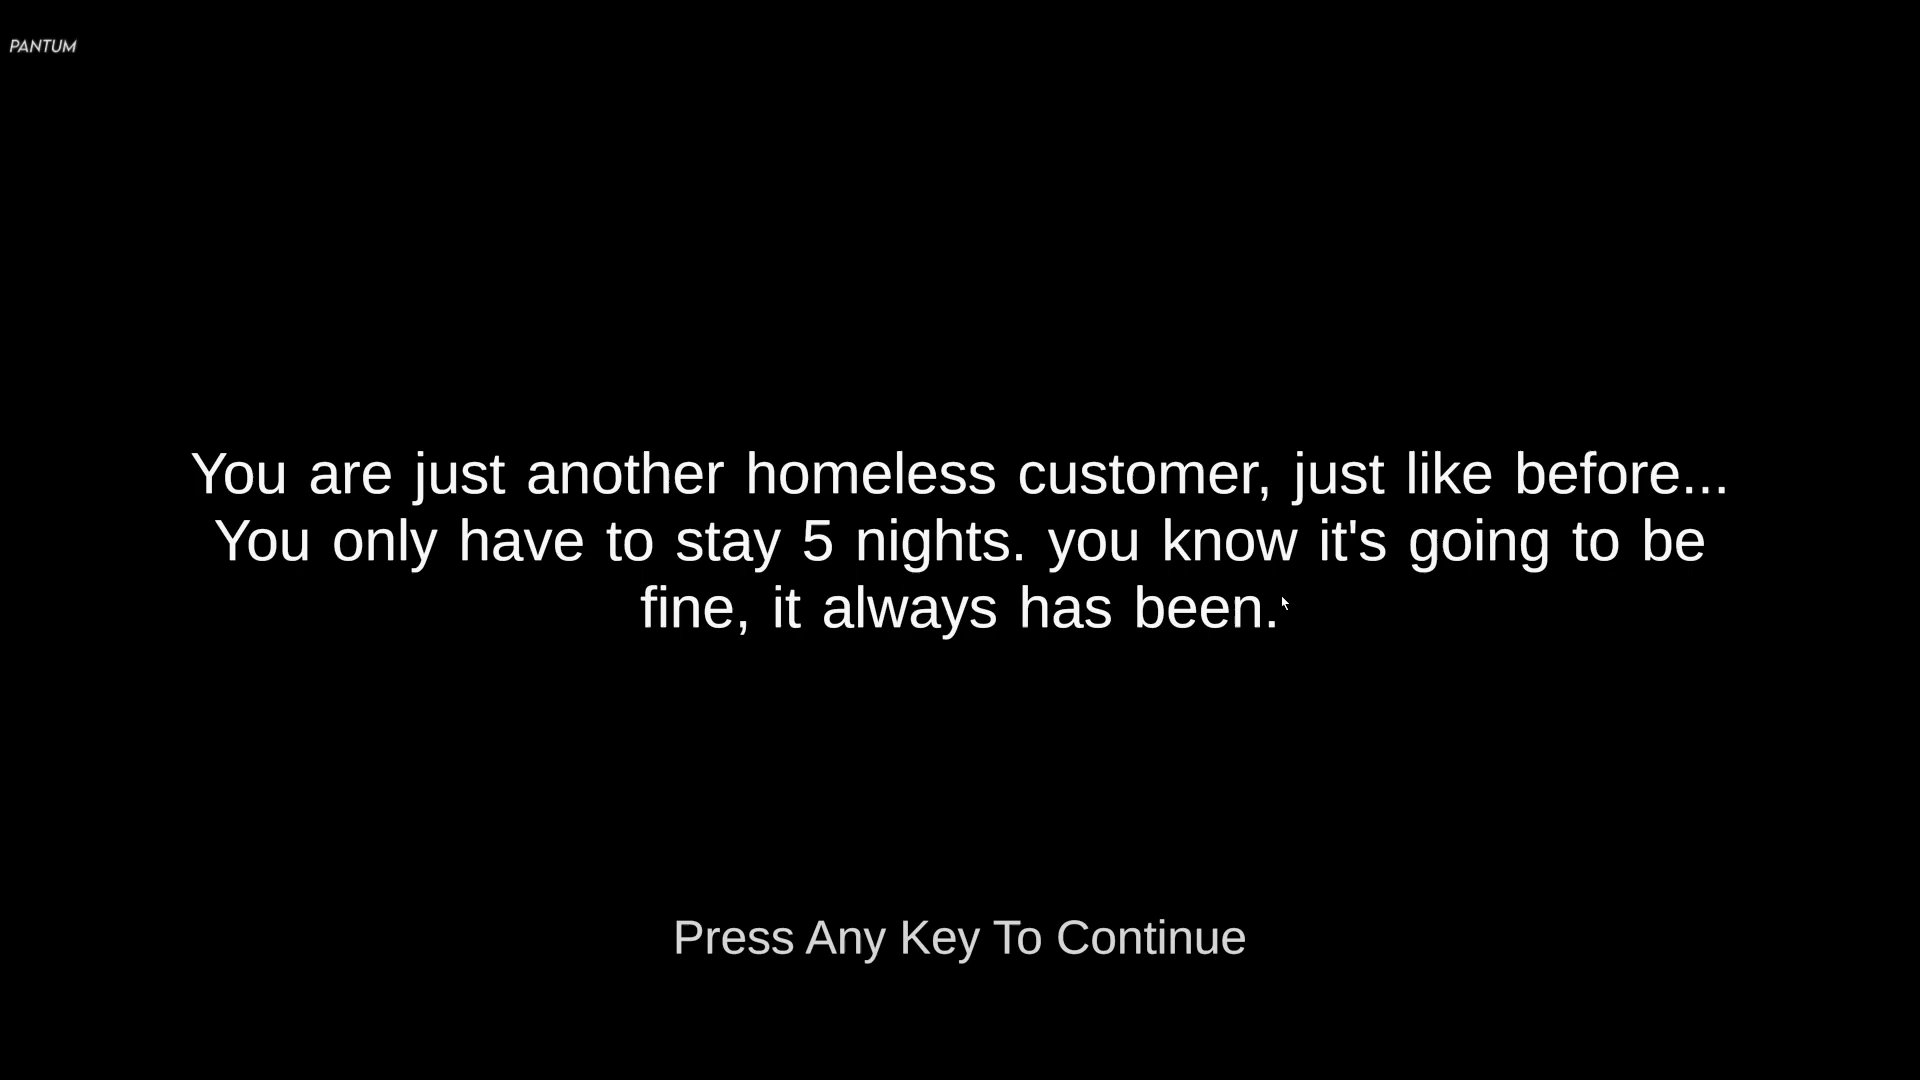 PANTUM
You are just another homeless customer, just like before...
You only have to stay 5 nights. you know it's going to be
fine, it always has been.
Press Any Key To Continue